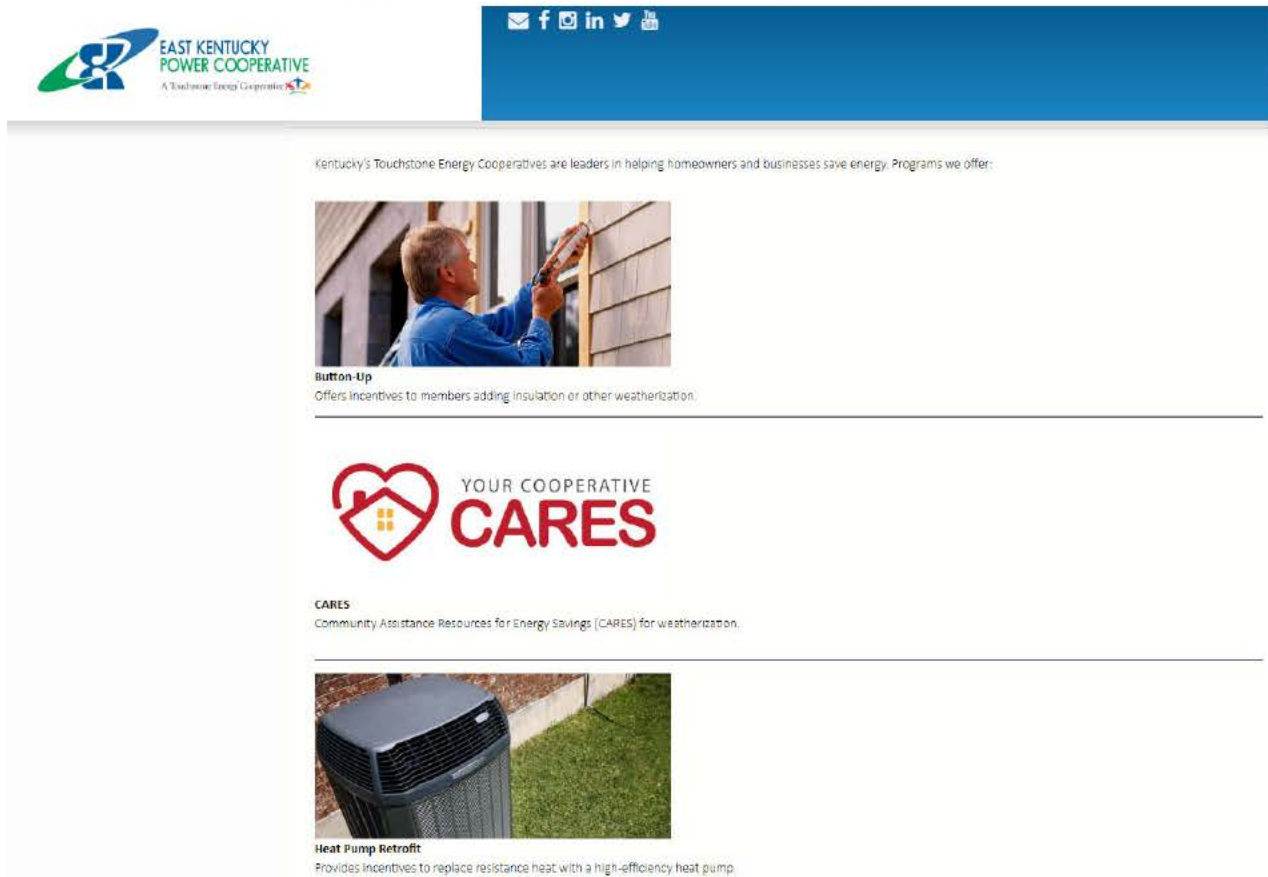 EAST KENTUCKY
POWER COOPERATIVE
A Touchstone Energy Cooperative
You
Tube
Kentucky's Touchstone Energy Cooperatives are leaders in helping homeowners and businesses save energy. Programs we offer:
Button-Up
Offers incentives to members adding insulation or other weatherization.
YOUR COOPERATIVE
CARES
CARES
Community Assistance Resources for Energy Savings (CARES) for weatherization.
Heat Pump Retrofit
Provides incentives to replace resistance heat with a high-efficiency heat pump